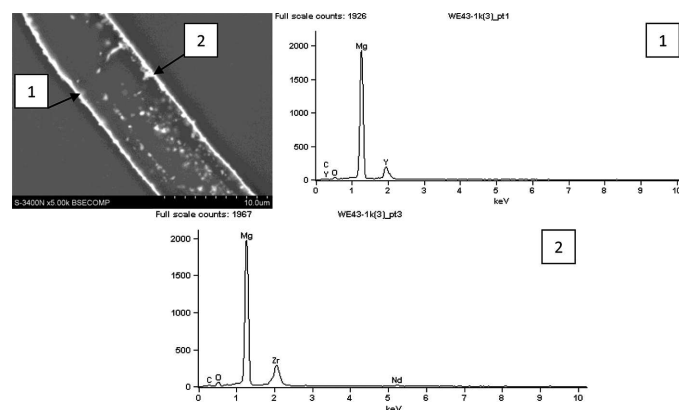 1
2
S-3400N x5.00k BSECOMP
10.0um
Full scale counts: 1926
WE43-1k(3)_pt1
1
2000
1500
1000
500
0
Mg
C
Y
O
Y
0 1 2 3 4 5 6 7 8 9 10
keV
Full scale counts: 1967
WE43-1k(3)_pt3
2
2000
1500
1000
500
0
Mg
Zr
C
O
Nd
0 1 2 3 4 5 6 7 8 9 10
keV